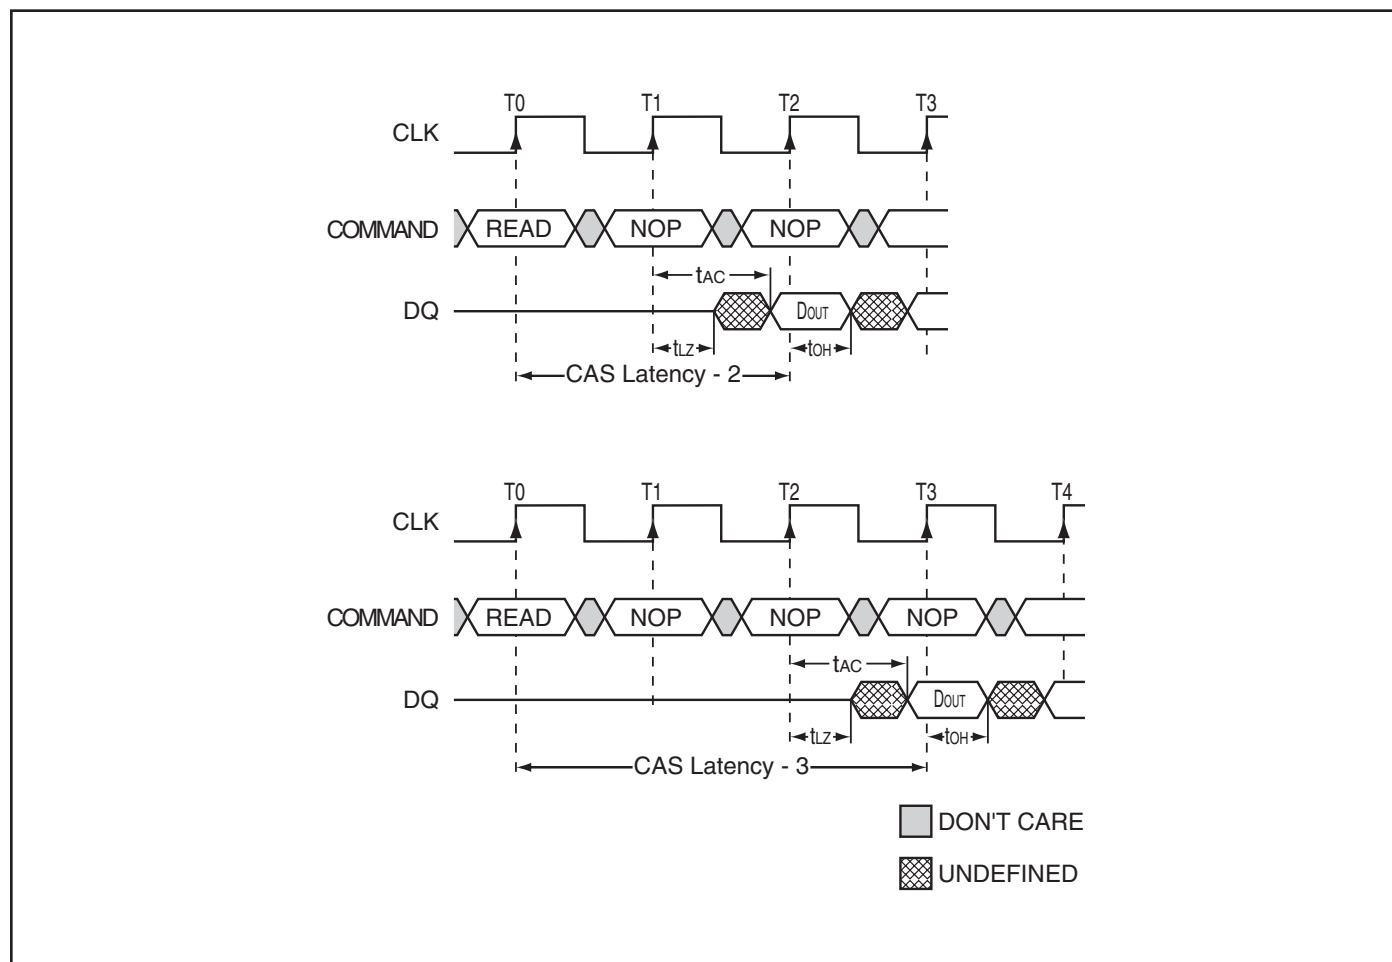 T0 T1 T2 T3
CLK
COMMAND READ NOP NOP
tAC
DQ DOUT
tLZ tOH
CAS Latency - 2
T0 T1 T2 T3 T4
CLK
COMMAND READ NOP NOP NOP
tAC
DQ DOUT
tLZ tOH
CAS Latency - 3
DON'T CARE
UNDEFINED